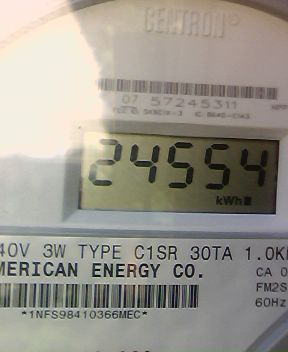 CENTRON®
07 57245311
24554
kWh
40V 3W TYPE C1SR 30TA 1.0K
MERICAN ENERGY CO.
CA 0
FM2S
60Hz
*1NFS98410366MEC*